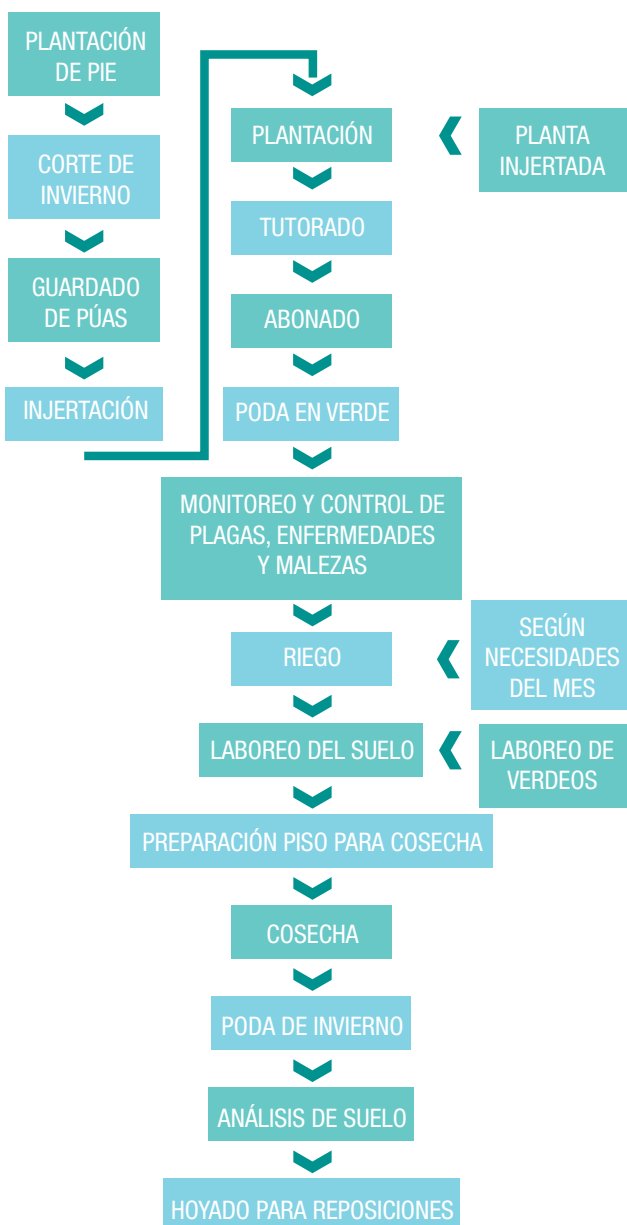 PLANTACIÓN
DE PIE
CORTE DE
INVIERNO
GUARDADO
DE PÚAS
INJERTACIÓN
PLANTACIÓN
PLANTA
INJERTADA
TUTORADO
ABONADO
PODA EN VERDE
MONITOREO Y CONTROL DE
PLAGAS, ENFERMEDADES
Y MALEZAS
RIEGO
SEGÚN
NECESIDADES
DEL MES
LABOREO DEL SUELO
LABOREO DE
VERDEOS
PREPARACIÓN PISO PARA COSECHA
COSECHA
PODA DE INVIERNO
ANÁLISIS DE SUELO
HOYADO PARA REPOSICIONES